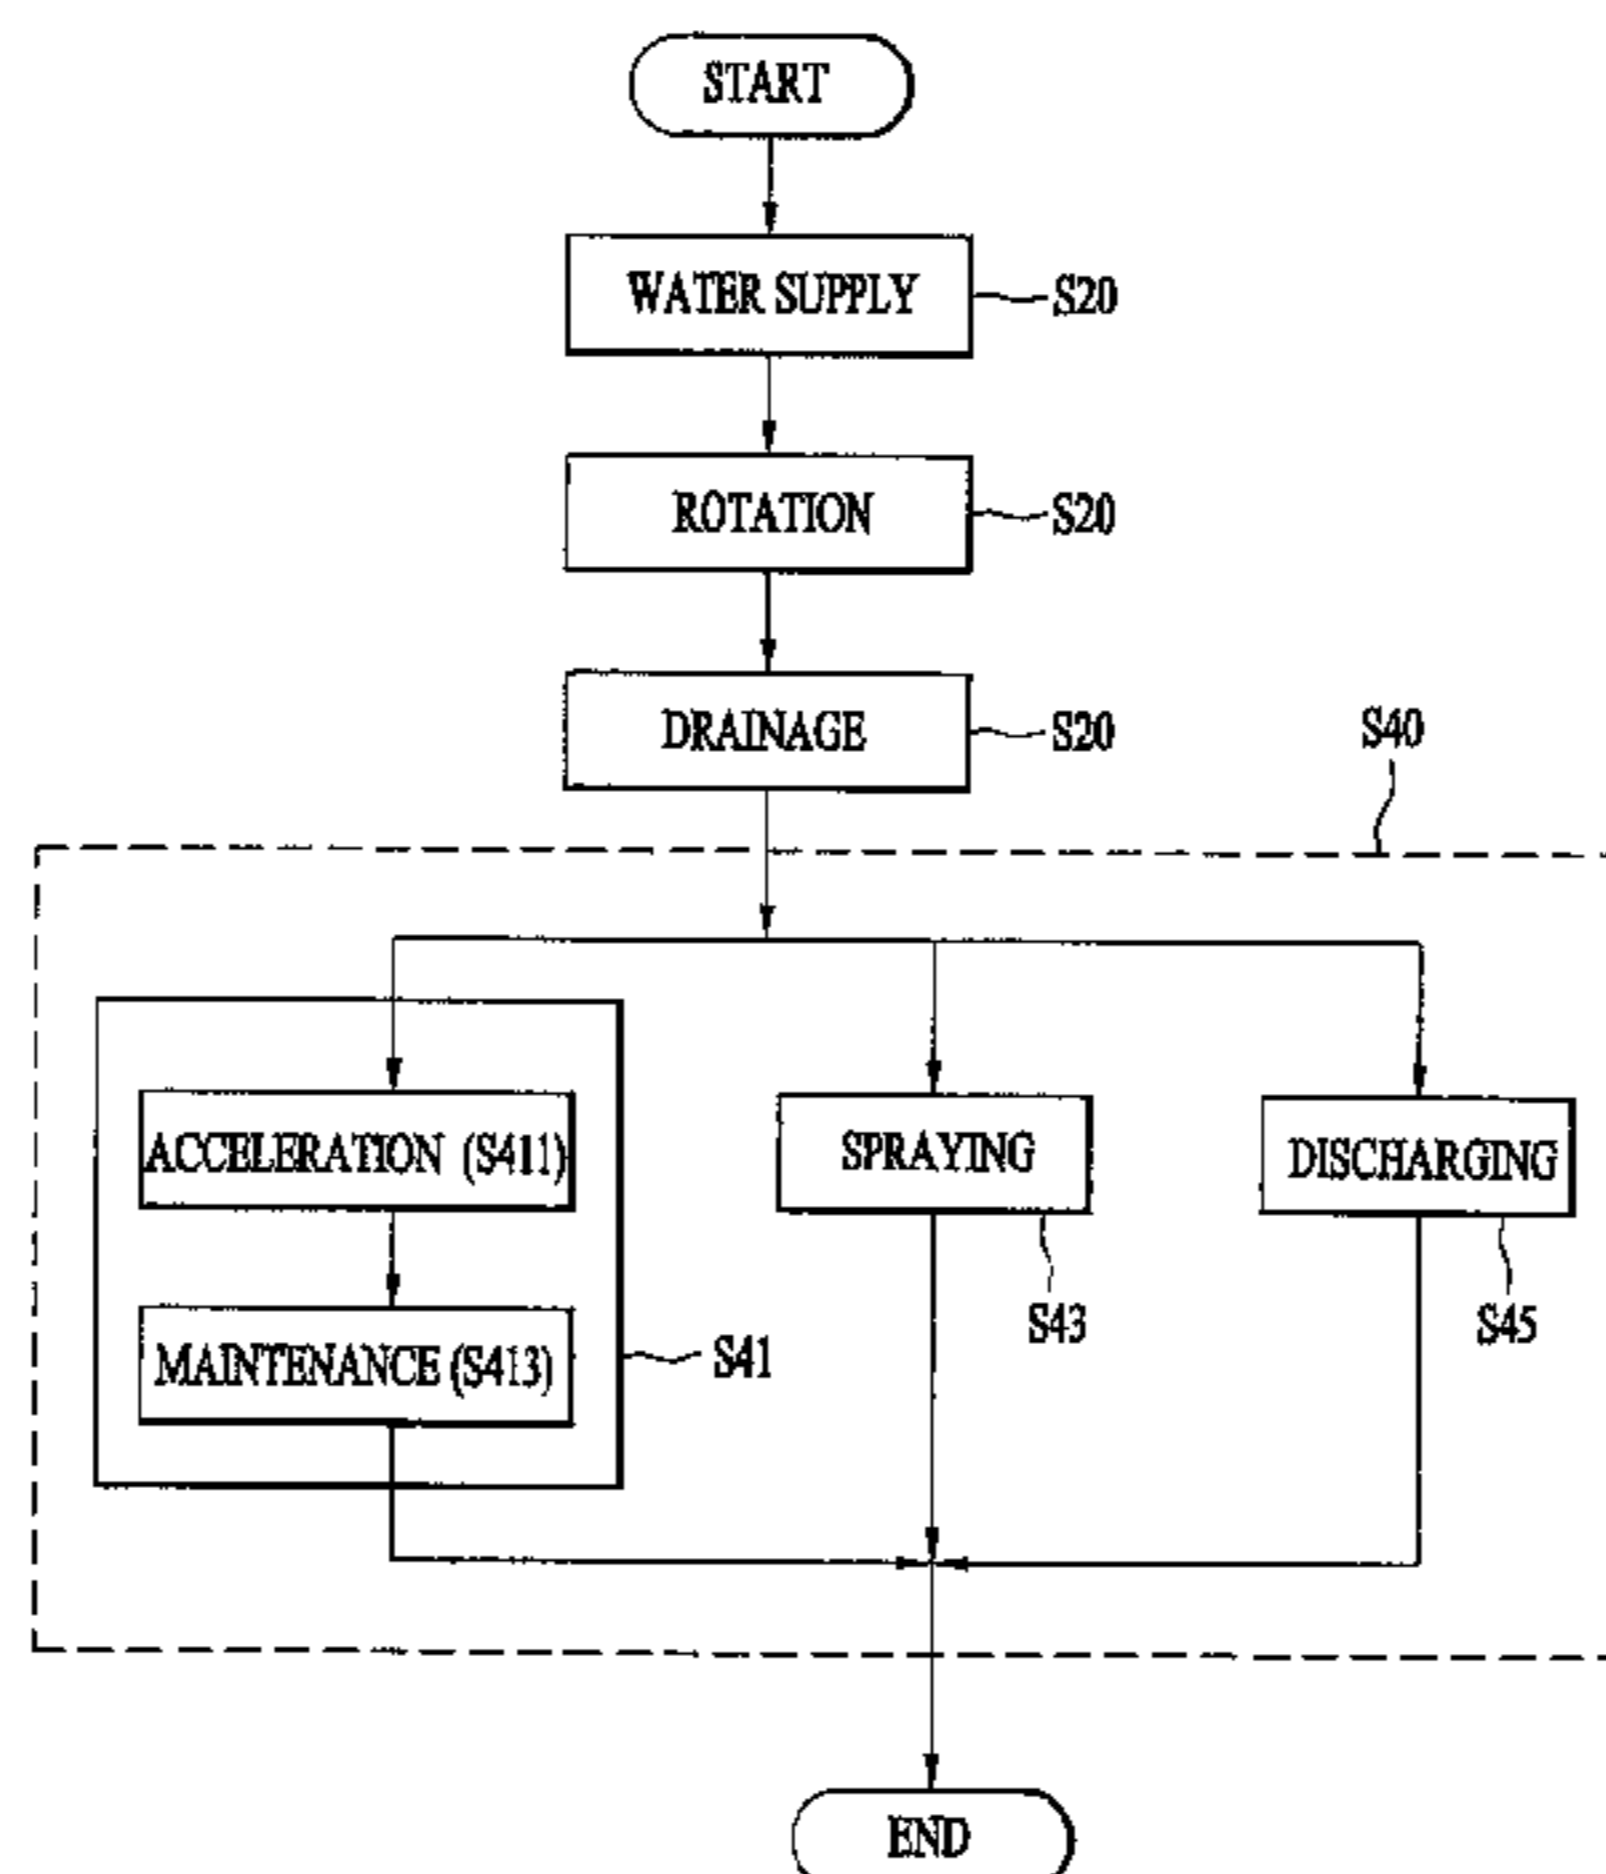 START
WATER SUPPLY
S20
ROTATION
S20
DRAINAGE
S20
S40
ACCELERATION (S411)
SPRAYING
DISCHARGING
S43
S45
MAINTENANCE (S413)
S41
END